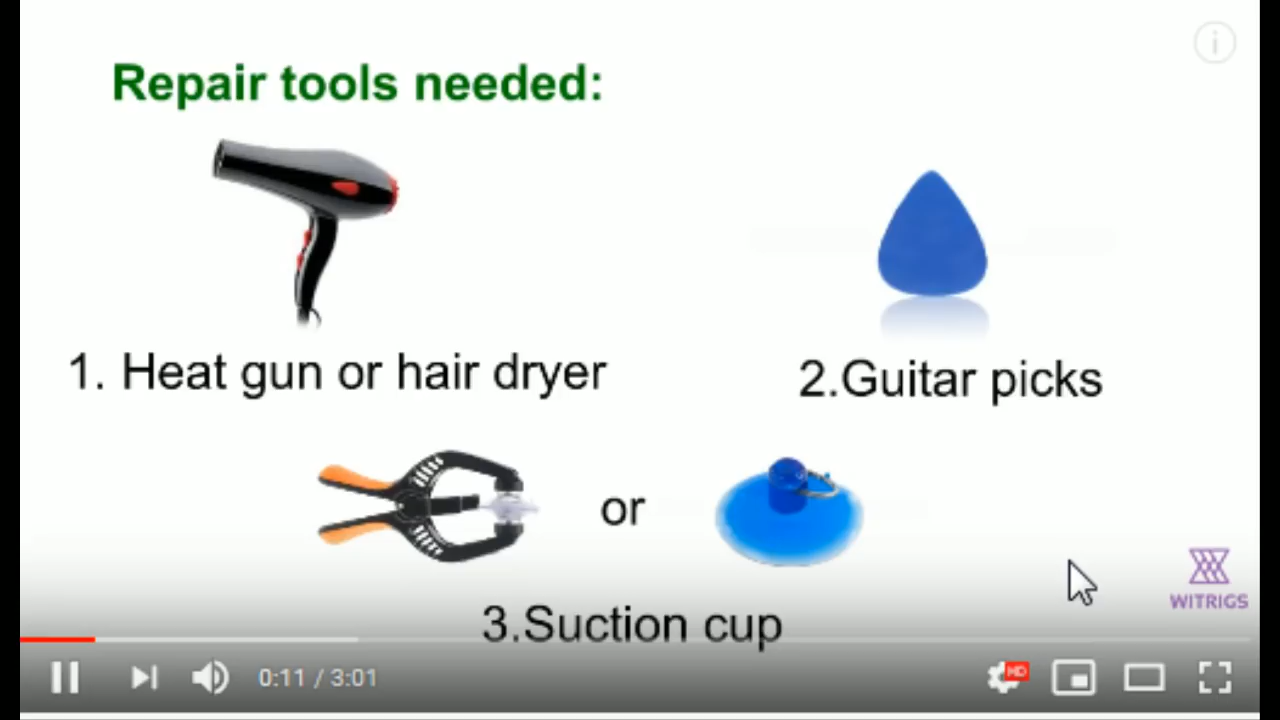 Repair tools needed:
1. Heat gun or hair dryer
2.Guitar picks
or
3.Suction cup
WITRIGS
0:11 / 3:01
HD